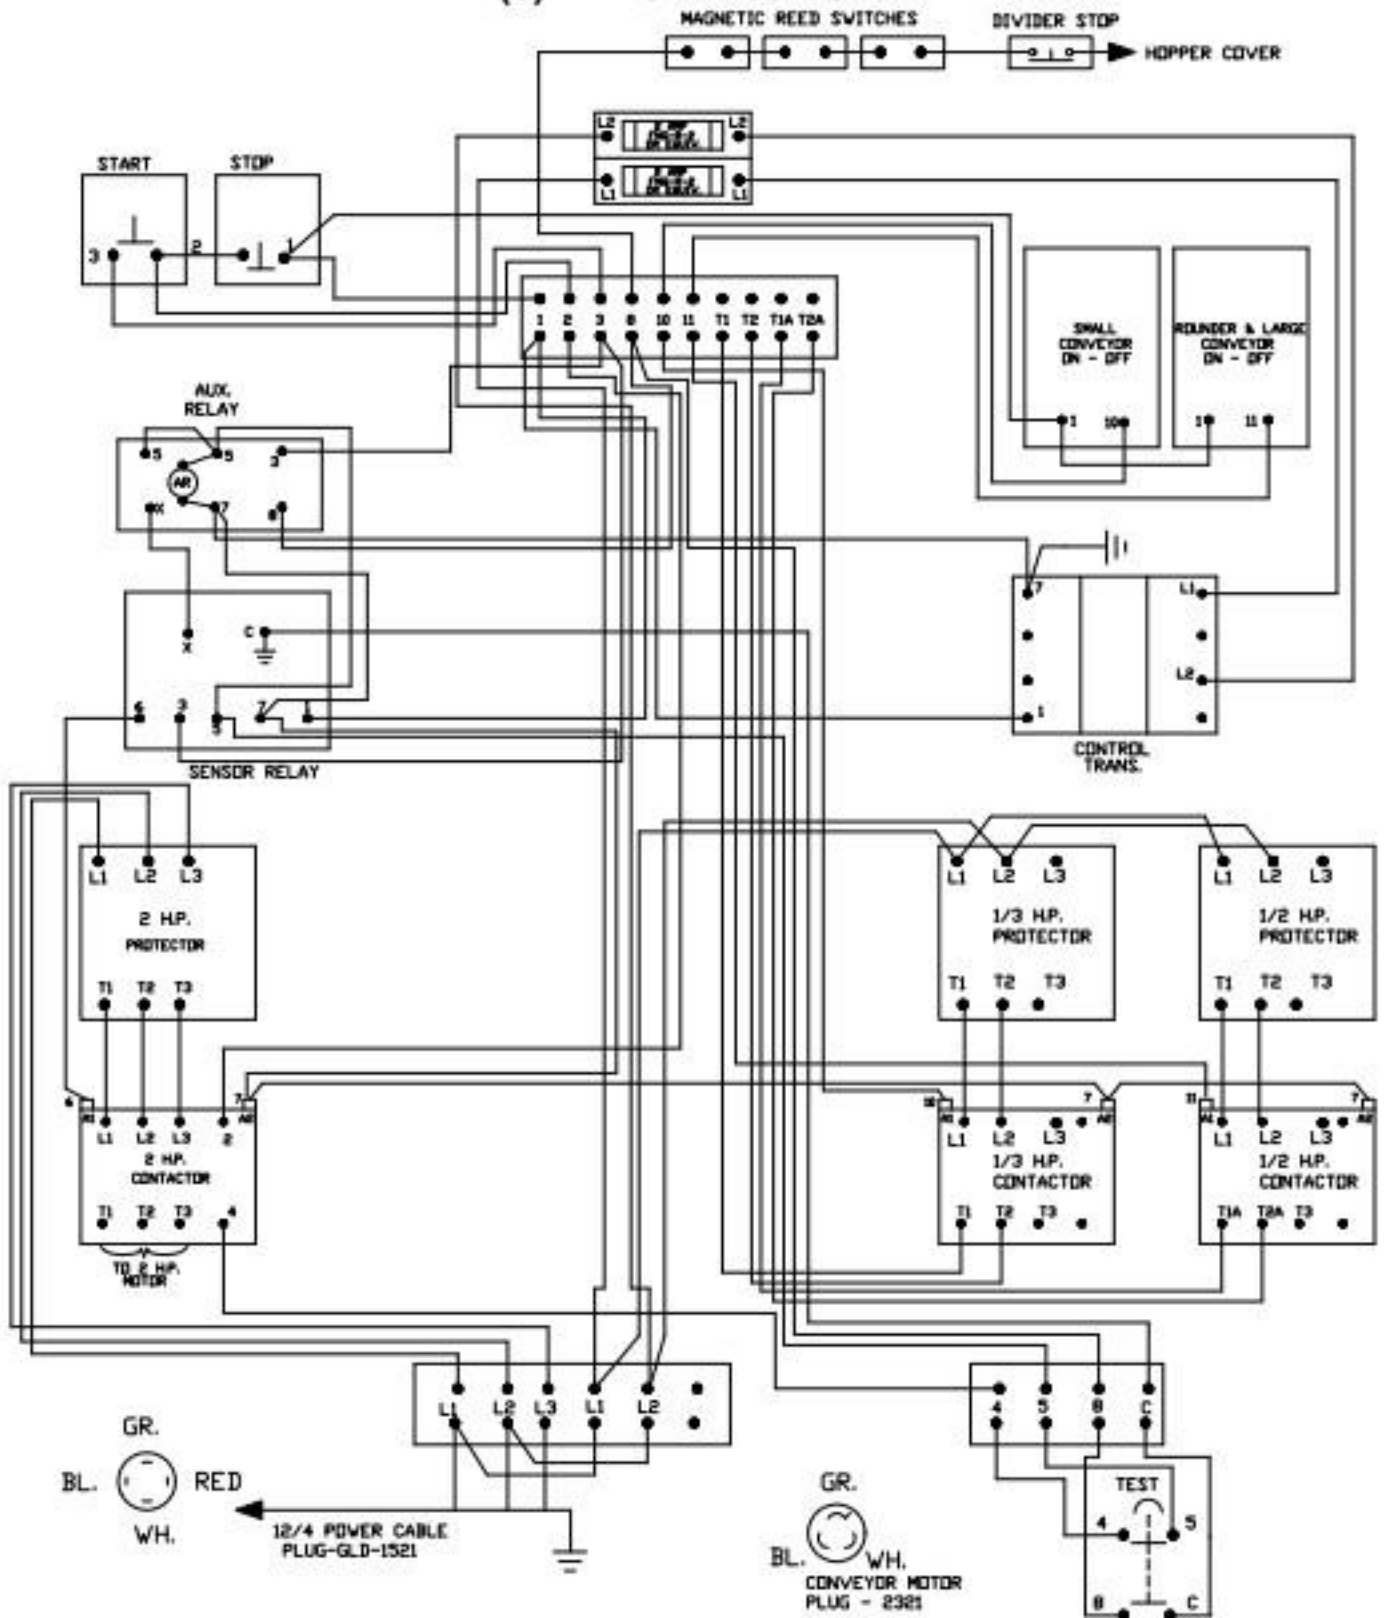 MAGNETIC REED SWITCHES
DIVIDER STOP
HOPPER COVER
L2 L2
L1 L1
START STOP
3 2 1
1 2 3 8 10 11 T1 T2 T1A T2A
SMALL
CONVEYOR
ON - OFF
1 10
ROUNDER & LARGE
CONVEYOR
ON - OFF
1 11
AUX.
RELAY
5 5 3
AR
X 7 8
7 L1
L2
1
CONTROL
TRANS.
X C
6 3 5 7 1
SENSOR RELAY
L1 L2 L3
2 H.P.
PROTECTOR
T1 T2 T3
L1 L2 L3
1/3 H.P.
PROTECTOR
T1 T2 T3
L1 L2 L3
1/2 H.P.
PROTECTOR
T1 T2 T3
6 7
A1 A2
L1 L2 L3 2
2 H.P.
CONTACTOR
T1 T2 T3 4
TO 2 H.P.
MOTOR
10 7
A1 A2
L1 L2 L3
1/3 H.P.
CONTACTOR
T1 T2 T3
11 7
A1 A2
L1 L2 L3
1/2 H.P.
CONTACTOR
T1A T2A T3
L1 L2 L3 L1 L2
4 5 8 C
GR.
BL. RED
WH.
12/4 POWER CABLE
PLUG-GLD-1521
GR.
BL. WH.
CONVEYOR MOTOR
PLUG - 2321
TEST
4 5
8 C